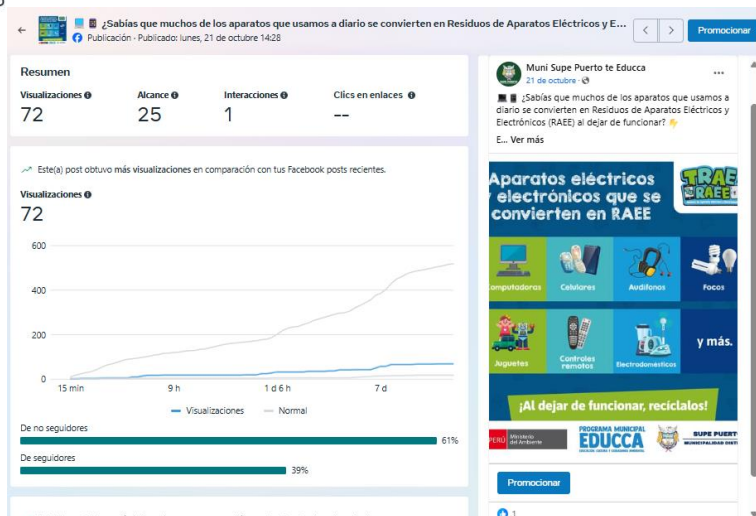 ¿Sabías que muchos de los aparatos que usamos a diario se convierten en Residuos de Aparatos Eléctricos y E...
Publicación · Publicado: lunes, 21 de octubre 14:28
Promocionar
Resumen
Visualizaciones
Alcance
Interacciones
Clics en enlaces
72
25
1
--
Este(a) post obtuvo más visualizaciones en comparación con tus Facebook posts recientes.
Visualizaciones
72
600
400
200
0
15 min
9 h
1 d 6 h
7 d
Visualizaciones
Normal
De no seguidores
61%
De seguidores
39%
Muni Supe Puerto te Educca
21 de octubre ·
¿Sabías que muchos de los aparatos que usamos a
diario se convierten en Residuos de Aparatos Eléctricos y
Electrónicos (RAEE) al dejar de funcionar?
E... Ver más
Aparatos eléctricos
y electrónicos que se
convierten en RAEE
TRAE
RAEE
Computadoras
Celulares
Audífonos
Focos
Juguetes
Controles
remotos
Electrodomésticos
y más.
¡Al dejar de funcionar, recíclalos!
PERÚ
Ministerio
del Ambiente
PROGRAMA MUNICIPAL
EDUCCA
SUPE PUERT
MUNICIPALIDAD DIST
Promocionar
1